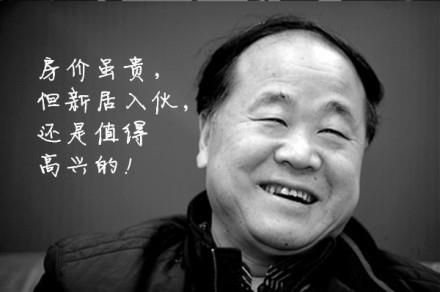 房价虽贵，
但新居入伙，
还是值得
高兴的！